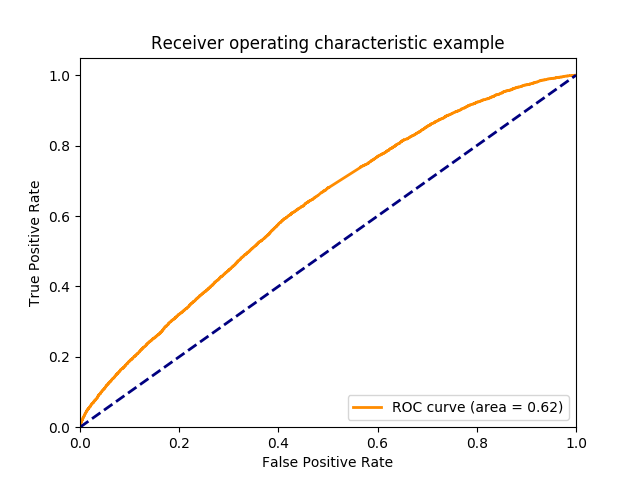 Receiver operating characteristic example
True Positive Rate
1.0
0.8
0.6
0.4
0.2
0.0
ROC curve (area = 0.62)
0.0 0.2 0.4 0.6 0.8 1.0
False Positive Rate